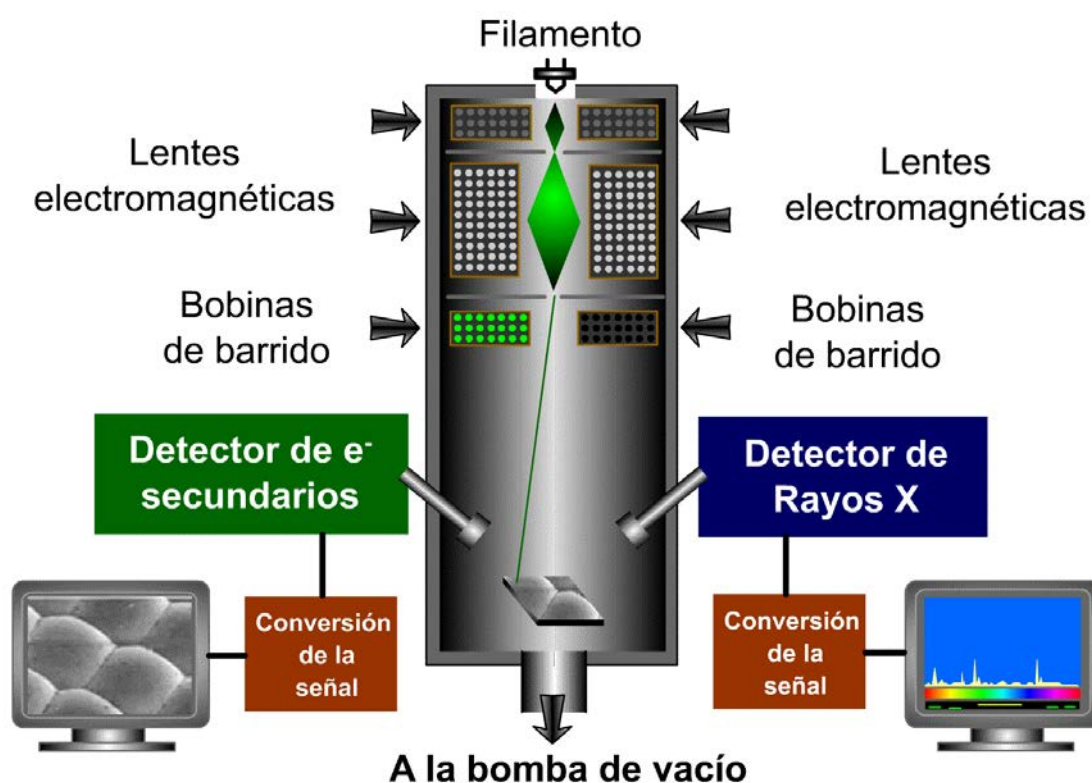 Filamento
Lentes
electromagnéticas
Lentes
electromagnéticas
Bobinas
de barrido
Bobinas
de barrido
Detector de e-
secundarios
Detector de
Rayos X
Conversión
de la
señal
Conversión
de la
señal
A la bomba de vacío